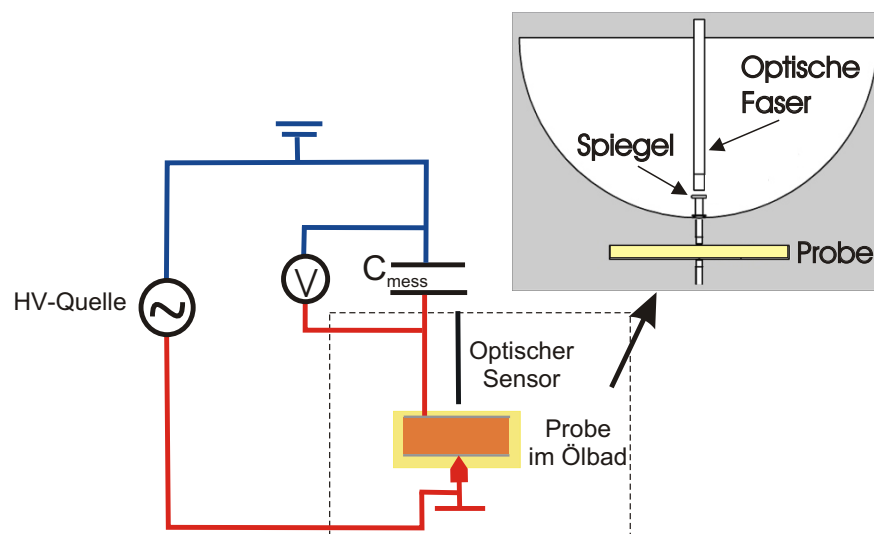 Optische
Faser
Spiegel
Probe
HV-Quelle
V
C mess
Optischer
Sensor
Probe
im Ölbad